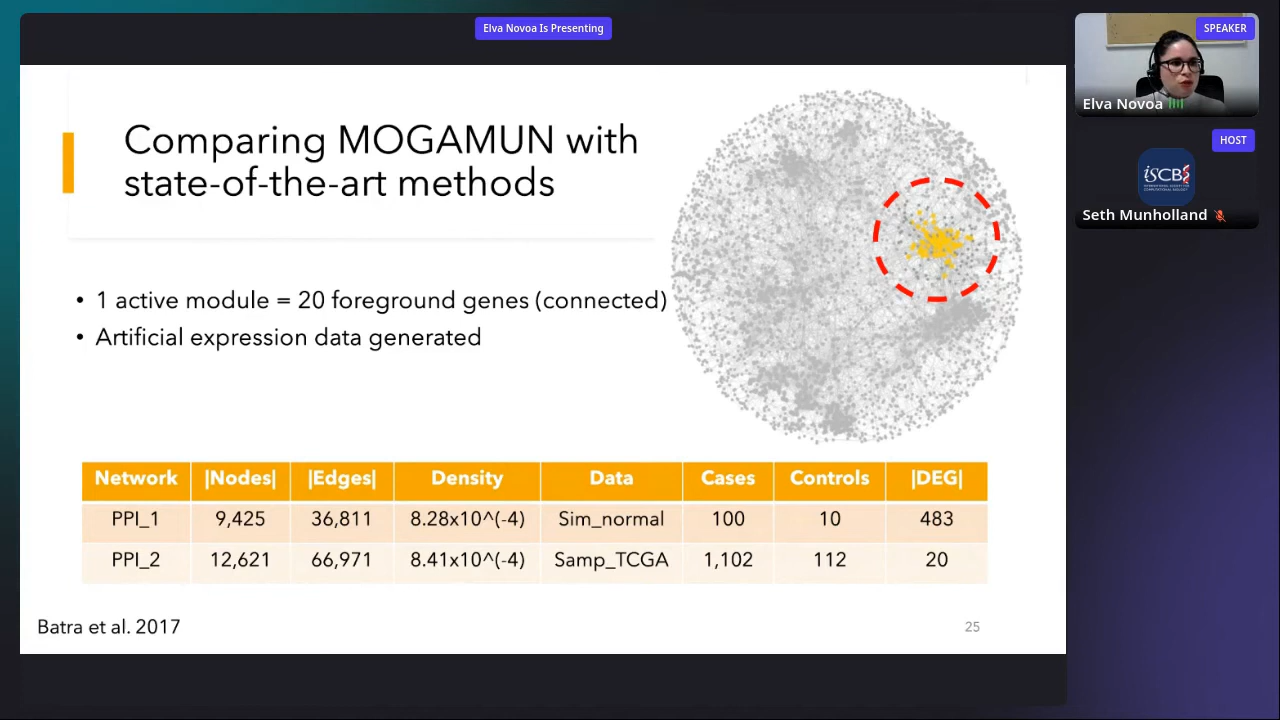 Elva Novoa Is Presenting
SPEAKER
Elva Novoa
HOST
iSCB
Seth Munholland
Comparing MOGAMUN with
state-of-the-art methods
• 1 active module = 20 foreground genes (connected)
• Artificial expression data generated
Network |Nodes| |Edges| Density Data Cases Controls |DEG|
PPI_1 9,425 36,811 8.28x10^(-4) Sim_normal 100 10 483
PPI_2 12,621 66,971 8.41x10^(-4) Samp_TCGA 1,102 112 20
Batra et al. 2017
25